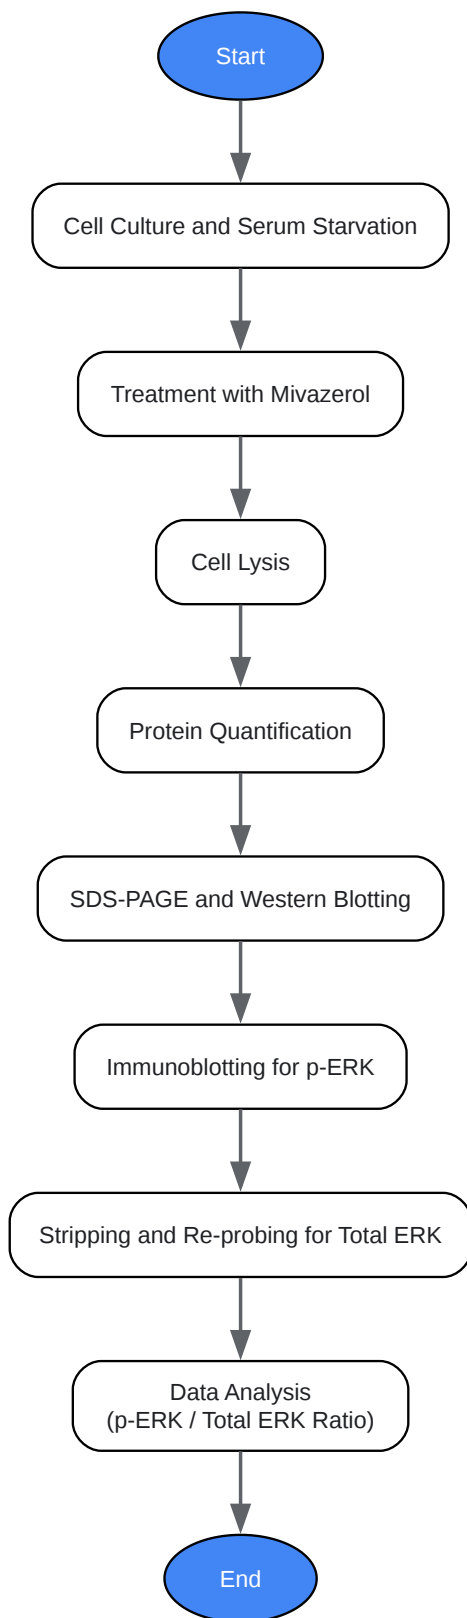 Start
Cell Culture and Serum Starvation
Treatment with Mivazerol
Cell Lysis
Protein Quantification
SDS-PAGE and Western Blotting
Immunoblotting for p-ERK
Stripping and Re-probing for Total ERK
Data Analysis
(p-ERK / Total ERK Ratio)
End